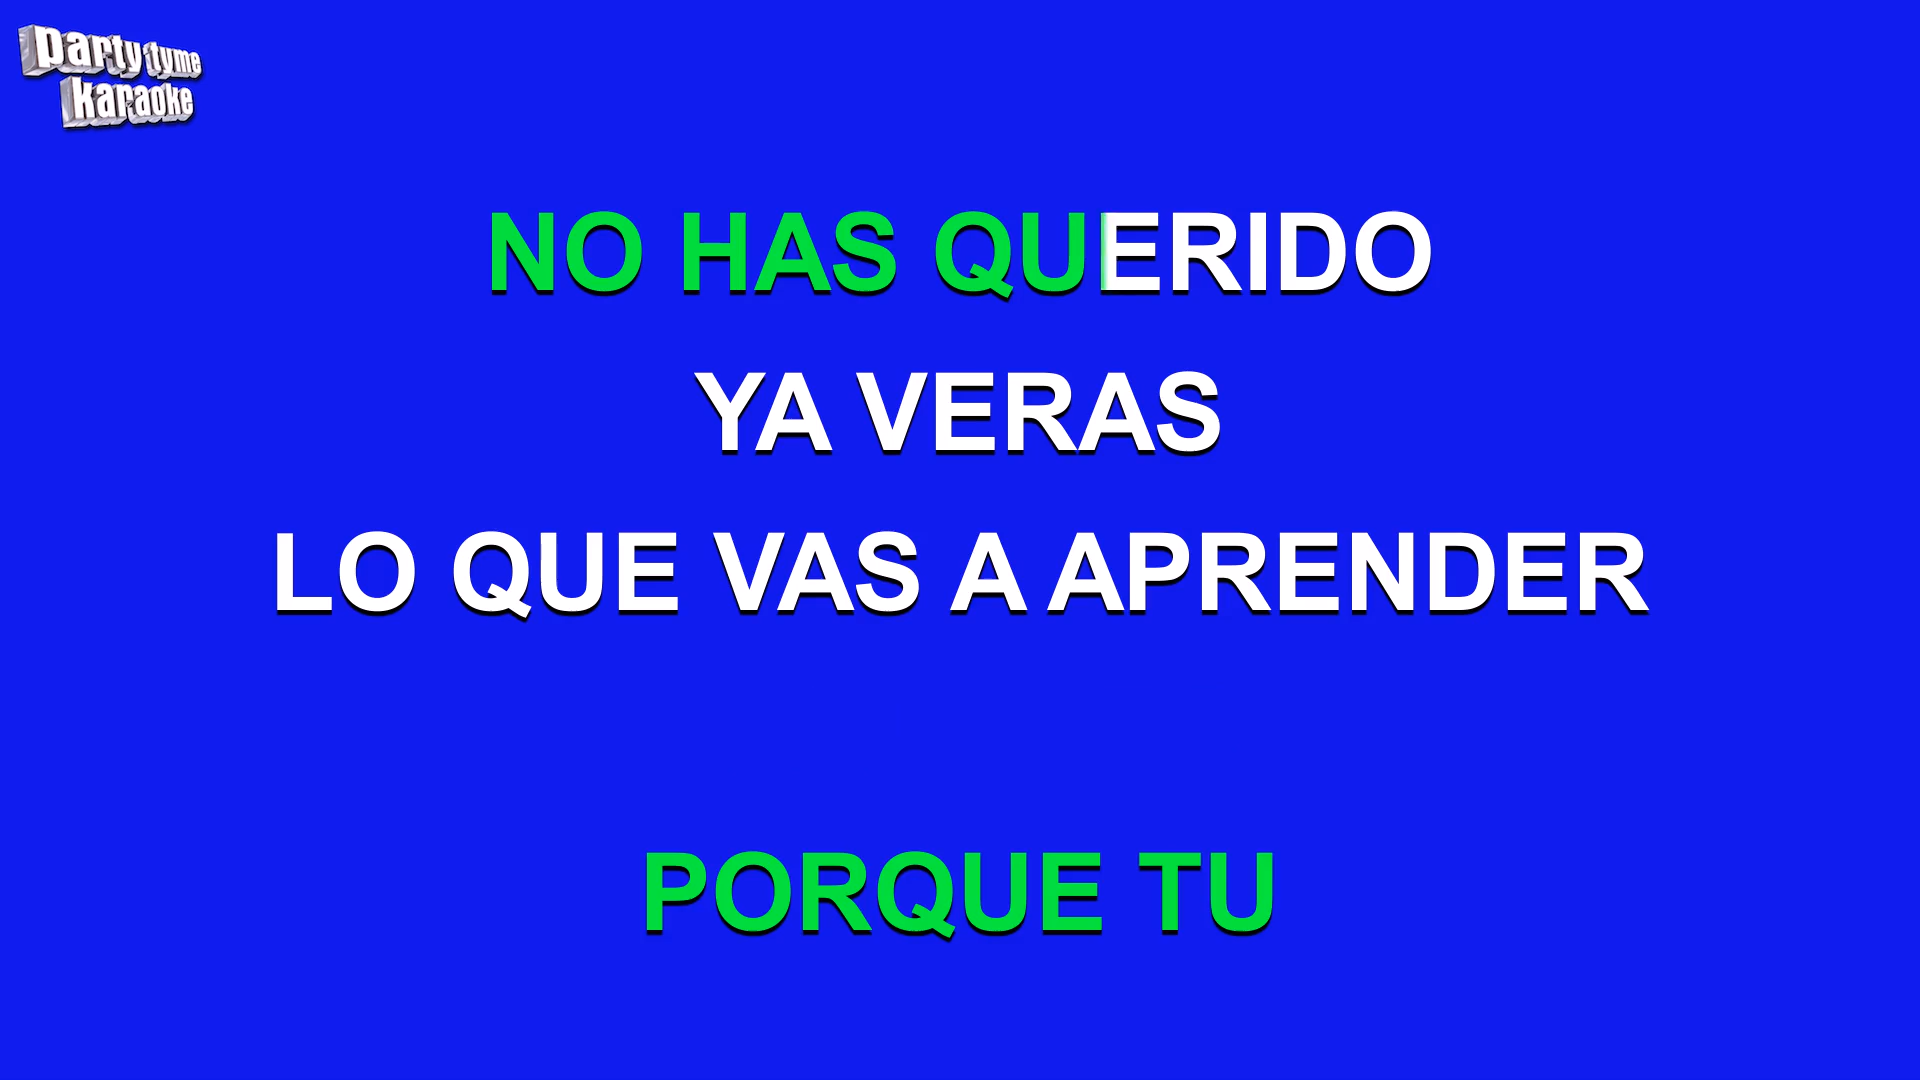 party tyme
karaoke
NO HAS QUERIDO
YA VERAS
LO QUE VAS A APRENDER
PORQUE TU